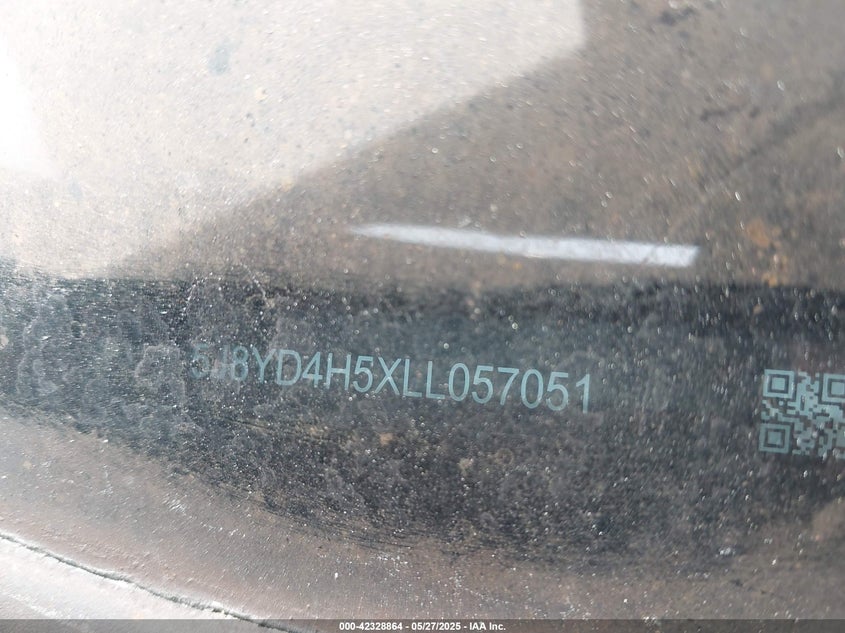 5J8YD4H5XLL057051
000-42328864 — 05/27/2025 — IAA Inc.